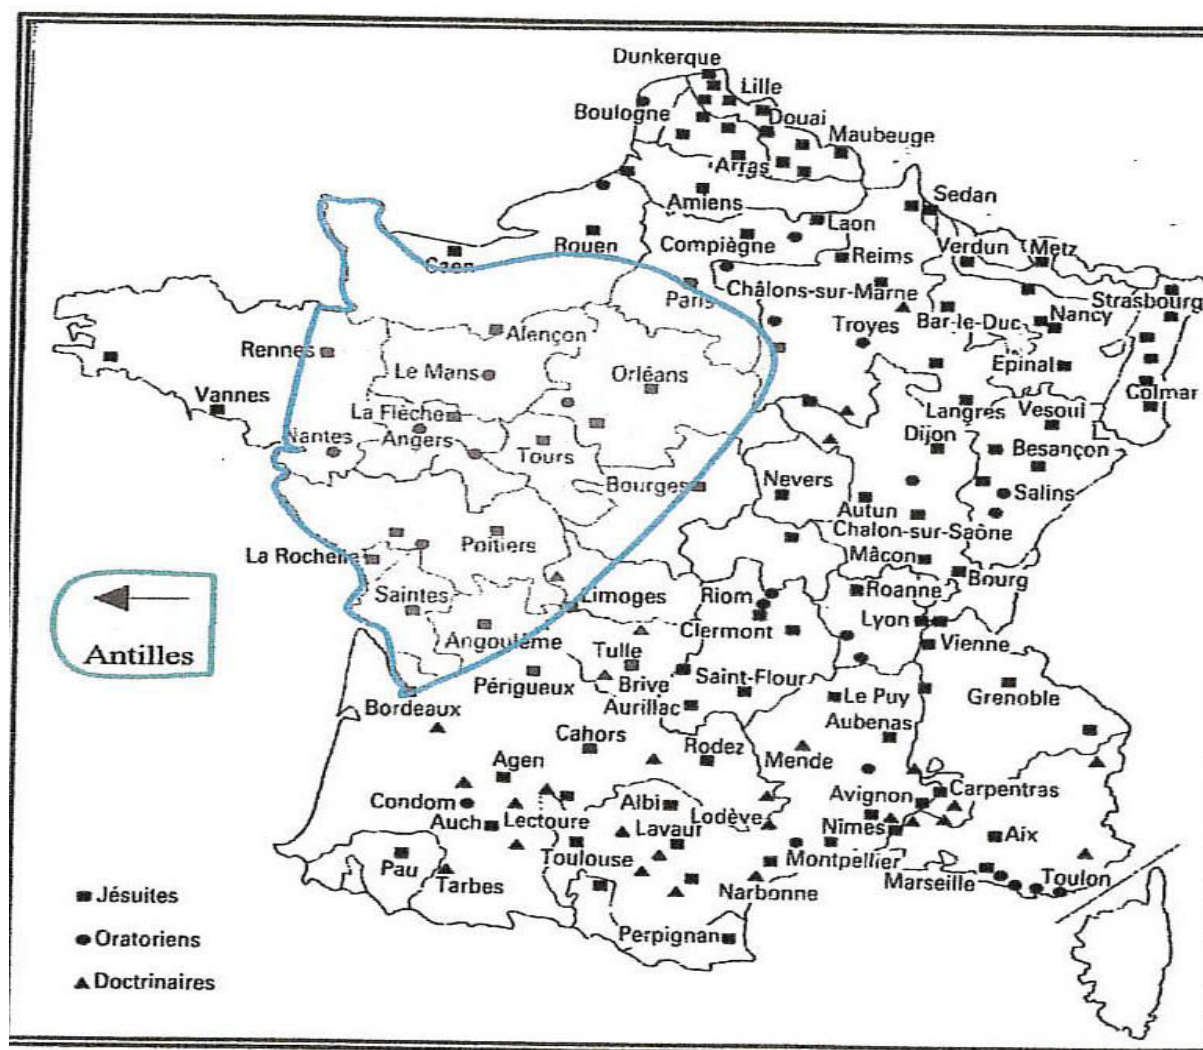 Dunkerque
Lille
Boulogne
Douai
Maubeuge
Arras
Amiens
Sedan
Laon
Rouen
Compiègne
Reims
Verdun
Metz
Caen
Paris
Châlons-sur-Marne
Strasbourg
Troyes
Bar-le-Duc
Nancy
Alençon
Rennes
Le Mans
Orléans
Epinal
Colmar
Vannes
La Flèche
Langres
Vesoul
Nantes
Angers
Tours
Dijon
Besançon
Bourges
Nevers
Salins
Autun
Chalon-sur-Saône
La Rochelle
Poitiers
Mâcon
Bourg
Saintes
Limoges
Riom
Roanne
Angoulême
Clermont
Lyon
Antilles
Tulle
Vienne
Périgueux
Brive
Saint-Flour
Grenoble
Bordeaux
Aurillac
Le Puy
Aubenas
Cahors
Rodez
Mende
Agen
Condom
Albi
Avignon
Carpentras
Auch
Lectoure
Lavaur
Lodève
Nîmes
Aix
Pau
Toulouse
Montpellier
Tarbes
Narbonne
Marseille
Toulon
Perpignan
Jésuites
Oratoriens
Doctrinaires